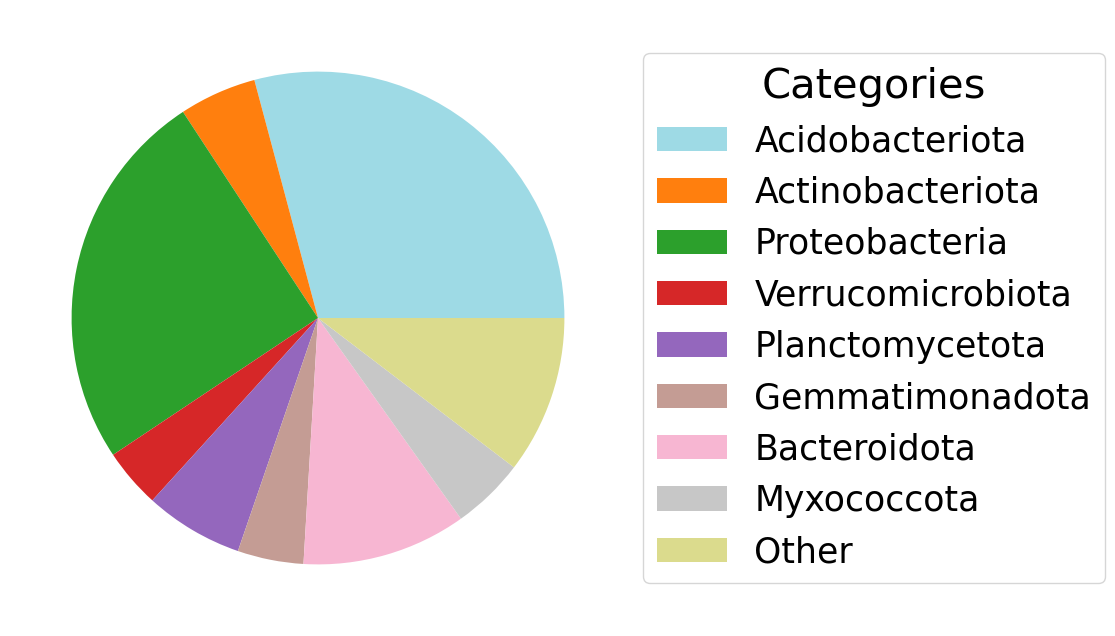 Categories
Acidobacteriota
Actinobacteriota
Proteobacteria
Verrucomicrobiota
Planctomycetota
Gemmatimonadota
Bacteroidota
Myxococcota
Other